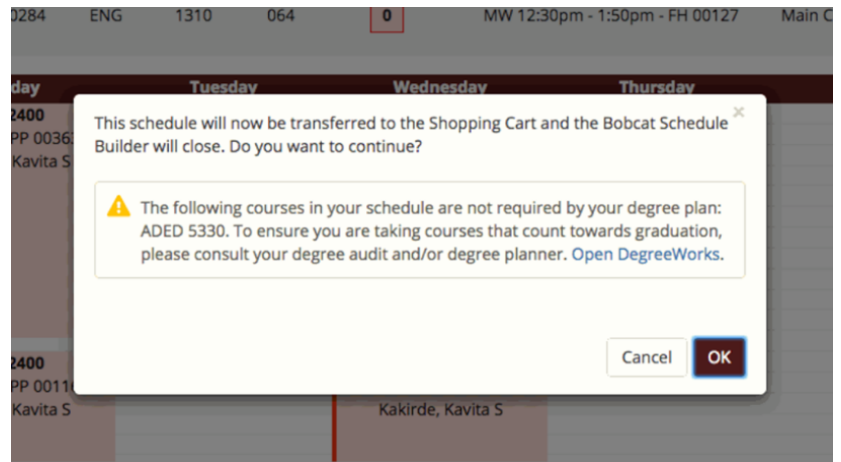 0284 ENG 1310 064 0 MW 12:30pm - 1:50pm - FH 00127 Main C
day Tuesday Wednesday Thursday
2400
PP 0036
Kavita S
This schedule will now be transferred to the Shopping Cart and the Bobcat Schedule ×
Builder will close. Do you want to continue?
The following courses in your schedule are not required by your degree plan:
ADED 5330. To ensure you are taking courses that count towards graduation,
please consult your degree audit and/or degree planner. Open DegreeWorks.
Cancel OK
2400
PP 0011
Kavita S Kakirde, Kavita S